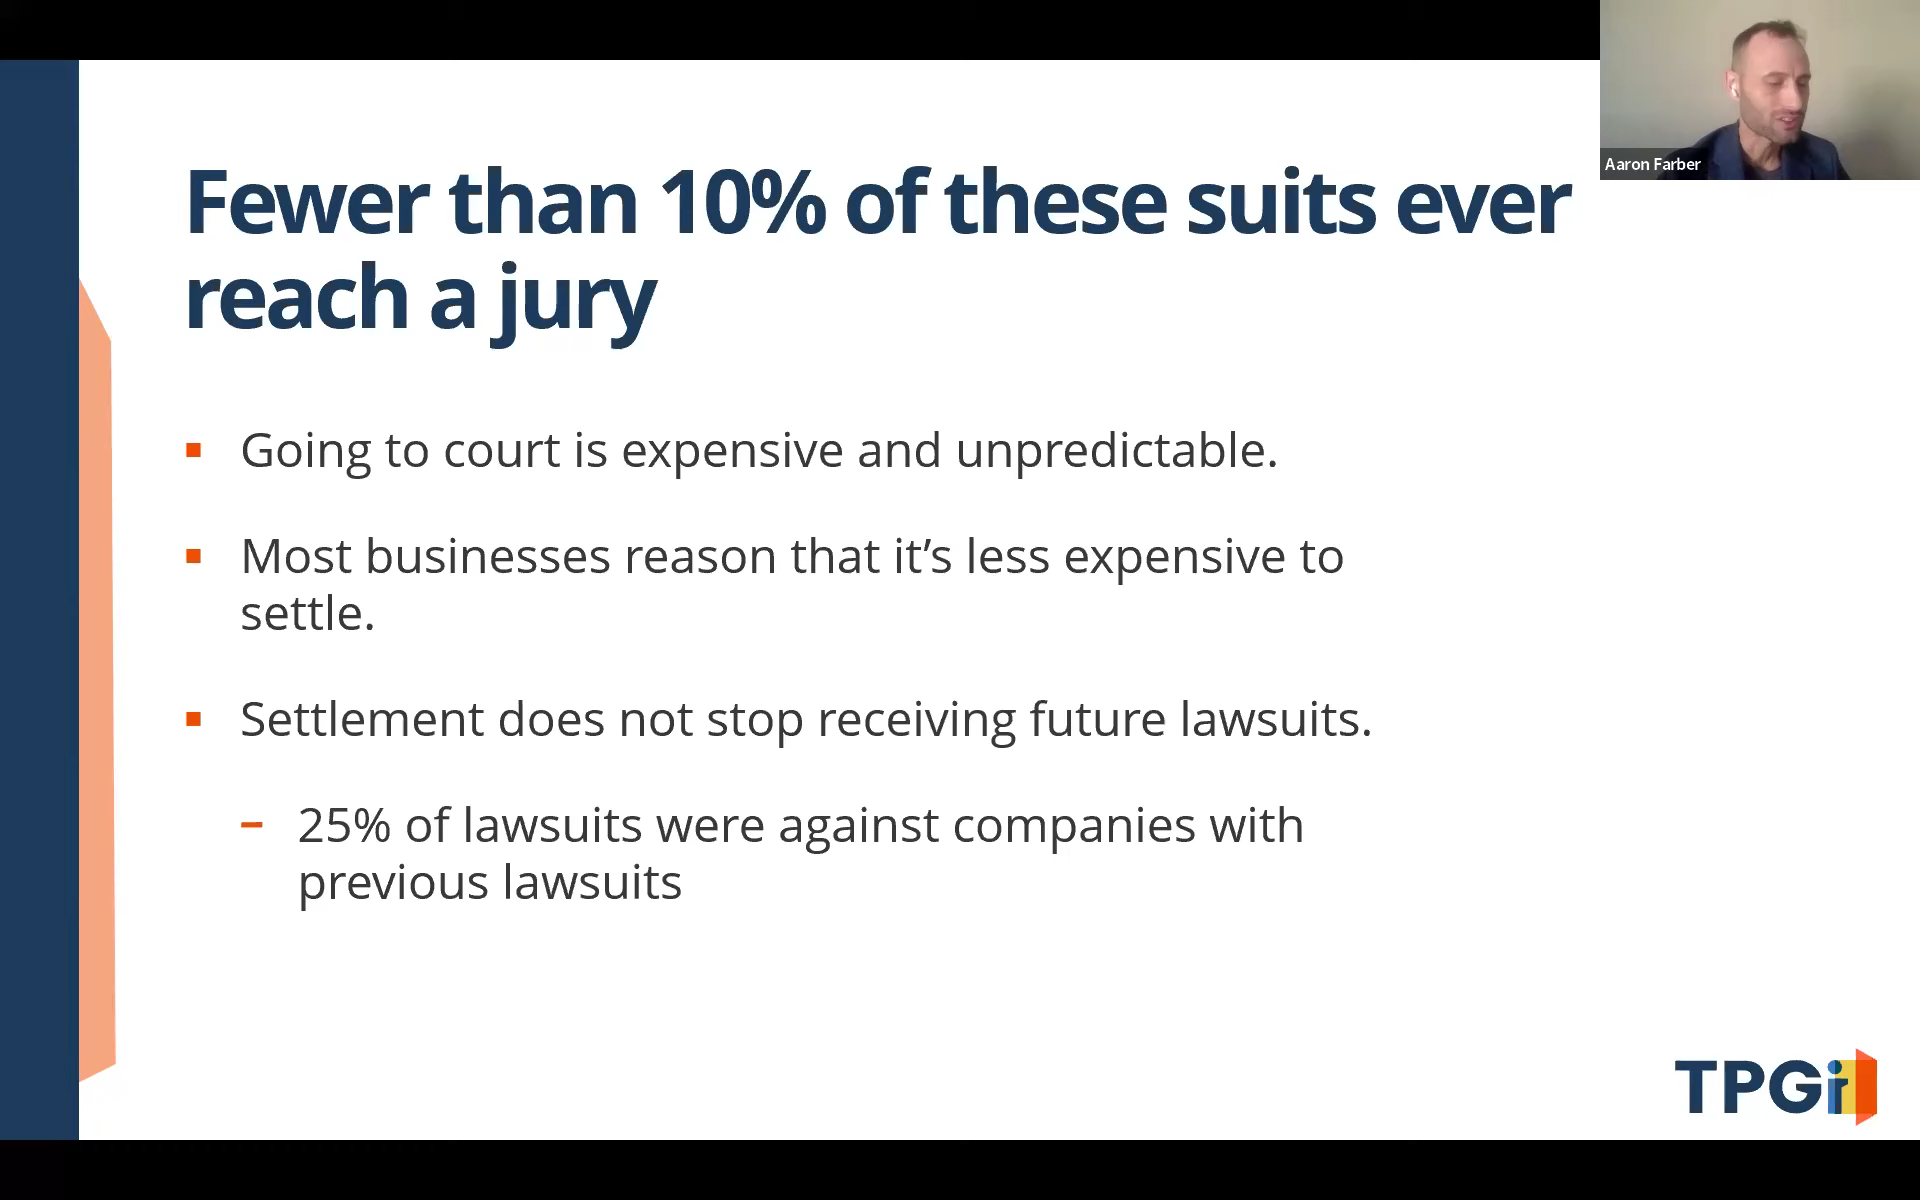 Aaron Farber
Fewer than 10% of these suits ever
reach a jury
Going to court is expensive and unpredictable.
Most businesses reason that it’s less expensive to
settle.
Settlement does not stop receiving future lawsuits.
– 25% of lawsuits were against companies with
previous lawsuits
TPGi